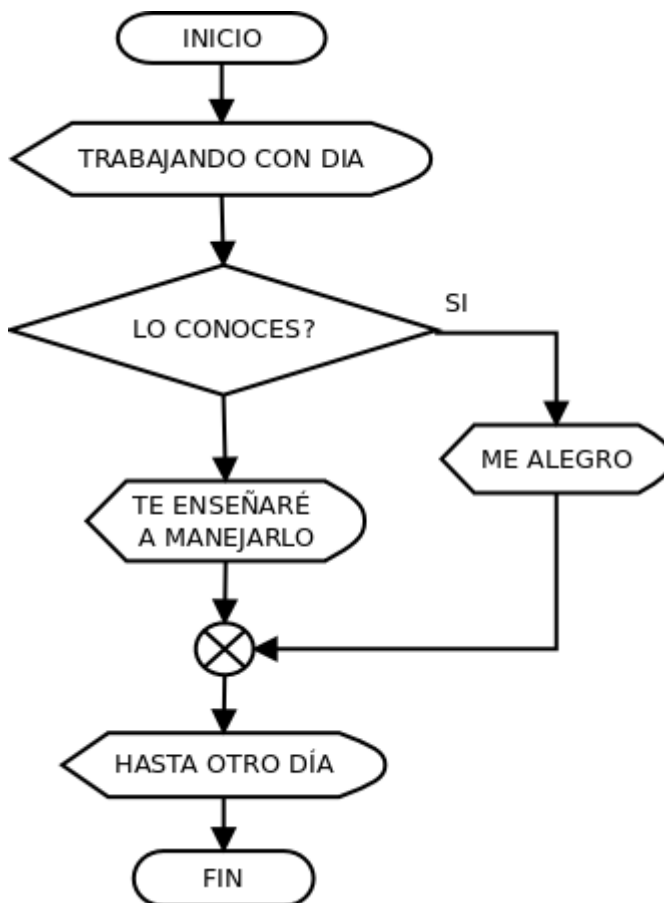 INICIO
TRABAJANDO CON DIA
LO CONOCES?
SI
ME ALEGRO
TE ENSEÑARÉ
A MANEJARLO
HASTA OTRO DÍA
FIN